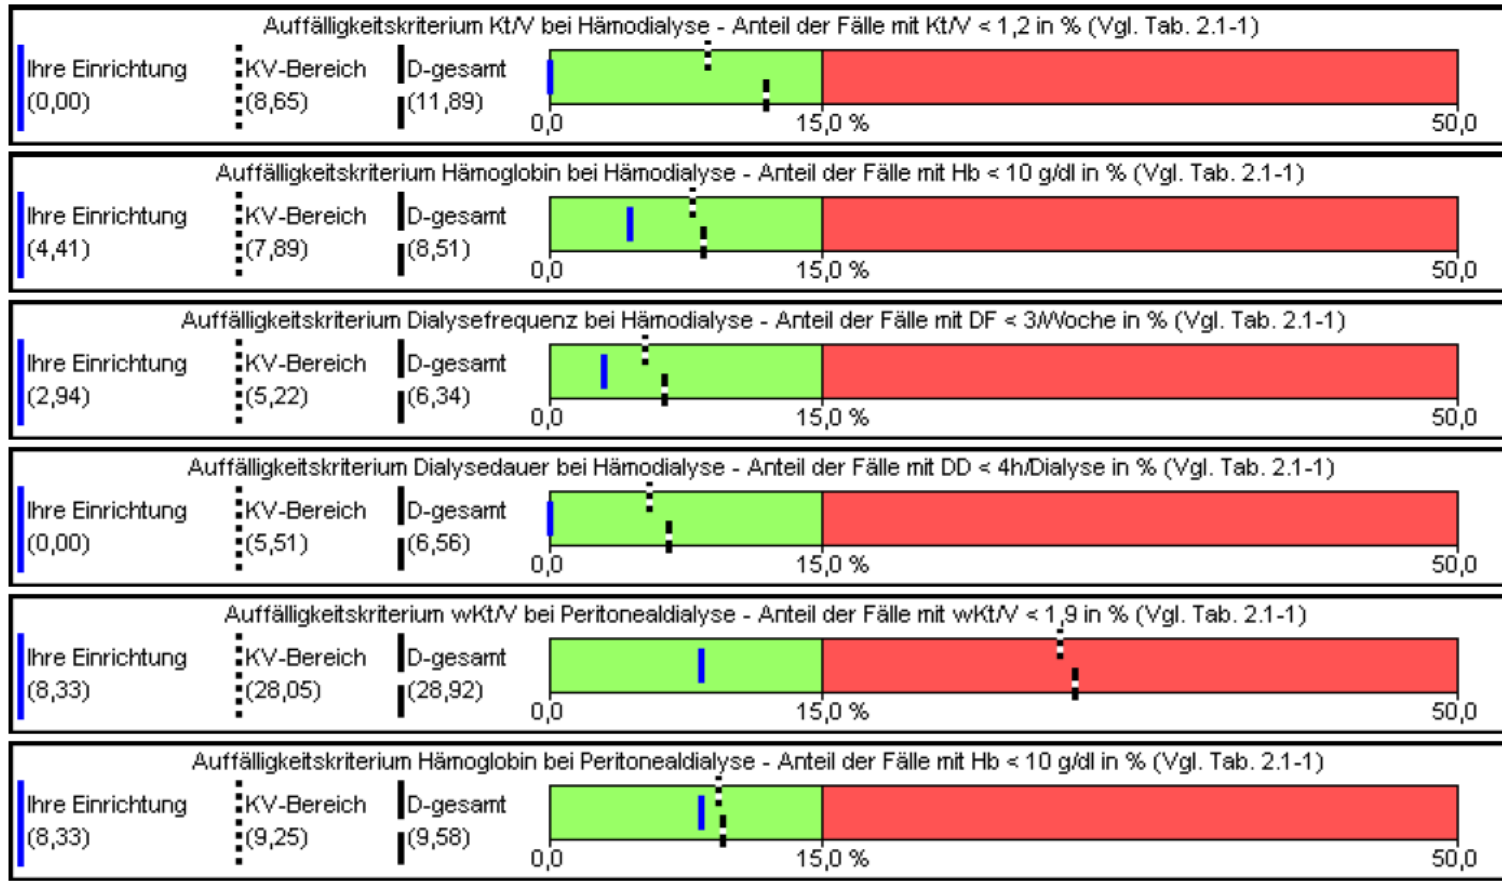 Auffälligkeitskriterium Kt/V bei Hämodialyse - Anteil der Fälle mit Kt/V < 1,2 in % (Vgl. Tab. 2.1-1)
Ihre Einrichtung KV-Bereich D-gesamt
(0,00) (8,65) (11,89)
0,0 15,0 % 50,0
Auffälligkeitskriterium Hämoglobin bei Hämodialyse - Anteil der Fälle mit Hb < 10 g/dl in % (Vgl. Tab. 2.1-1)
Ihre Einrichtung KV-Bereich D-gesamt
(4,41) (7,89) (8,51)
0,0 15,0 % 50,0
Auffälligkeitskriterium Dialysefrequenz bei Hämodialyse - Anteil der Fälle mit DF < 3/Woche in % (Vgl. Tab. 2.1-1)
Ihre Einrichtung KV-Bereich D-gesamt
(2,94) (5,22) (6,34)
0,0 15,0 % 50,0
Auffälligkeitskriterium Dialysedauer bei Hämodialyse - Anteil der Fälle mit DD < 4h/Dialyse in % (Vgl. Tab. 2.1-1)
Ihre Einrichtung KV-Bereich D-gesamt
(0,00) (5,51) (6,56)
0,0 15,0 % 50,0
Auffälligkeitskriterium wKt/V bei Peritonealdialyse - Anteil der Fälle mit wKt/V < 1,9 in % (Vgl. Tab. 2.1-1)
Ihre Einrichtung KV-Bereich D-gesamt
(8,33) (28,05) (28,92)
0,0 15,0 % 50,0
Auffälligkeitskriterium Hämoglobin bei Peritonealdialyse - Anteil der Fälle mit Hb < 10 g/dl in % (Vgl. Tab. 2.1-1)
Ihre Einrichtung KV-Bereich D-gesamt
(8,33) (9,25) (9,58)
0,0 15,0 % 50,0